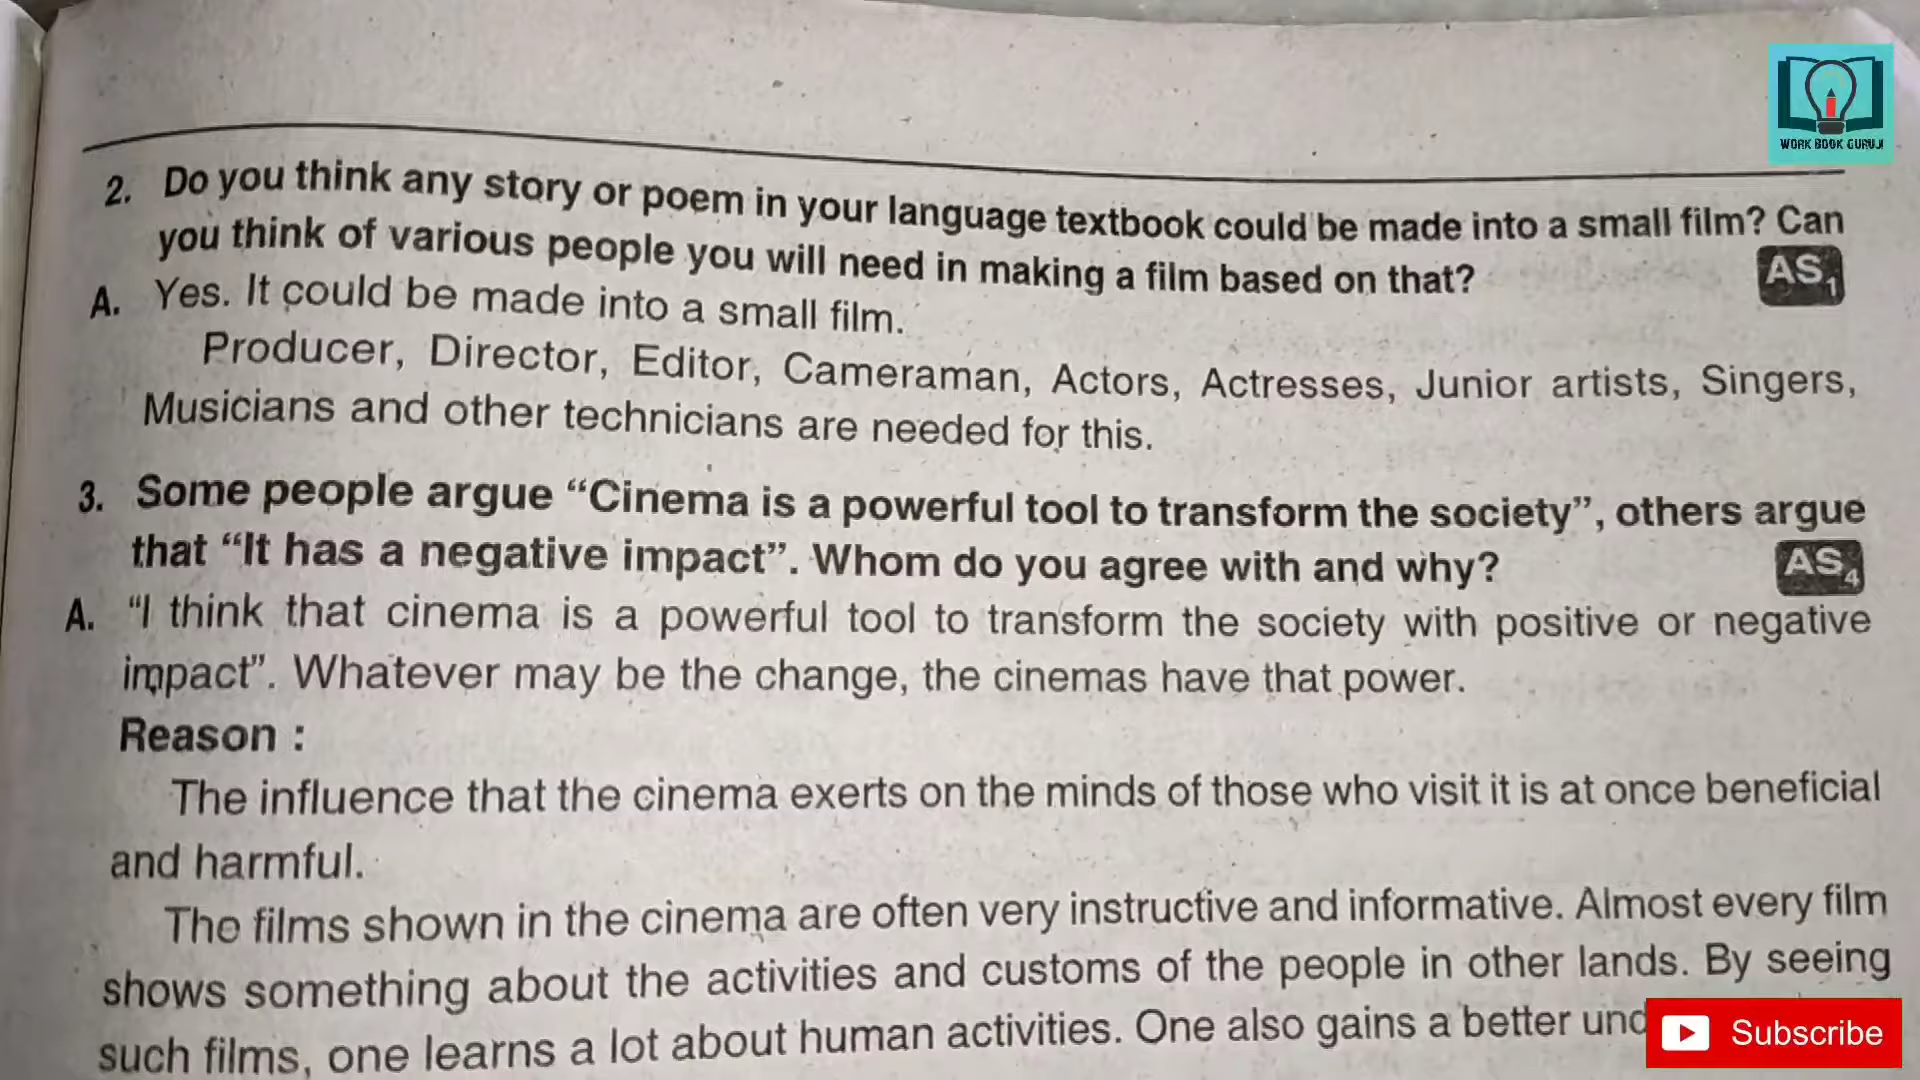 WORK BOOK GURUJI
2. Do you think any story or poem in your language textbook could be made into a small film? Can
you think of various people you will need in making a film based on that?
AS1
A. Yes. It could be made into a small film.
Producer, Director, Editor, Cameraman, Actors, Actresses, Junior artists, Singers,
Musicians and other technicians are needed for this.
3. Some people argue “Cinema is a powerful tool to transform the society”, others argue
that “It has a negative impact”. Whom do you agree with and why?
AS4
A. “I think that cinema is a powerful tool to transform the society with positive or negative
impact”. Whatever may be the change, the cinemas have that power.
Reason :
The influence that the cinema exerts on the minds of those who visit it is at once beneficial
and harmful.
The films shown in the cinema are often very instructive and informative. Almost every film
shows something about the activities and customs of the people in other lands. By seeing
such films, one learns a lot about human activities. One also gains a better
Subscribe